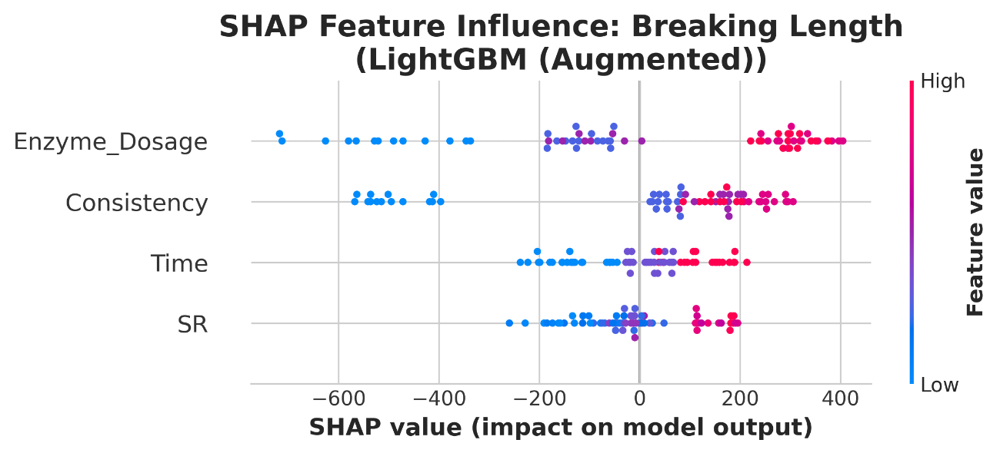 SHAP Feature Influence: Breaking Length
(LightGBM (Augmented))
High
Enzyme_Dosage
Consistency
Time
SR
Feature value
Low
−600 −400 −200 0 200 400
SHAP value (impact on model output)